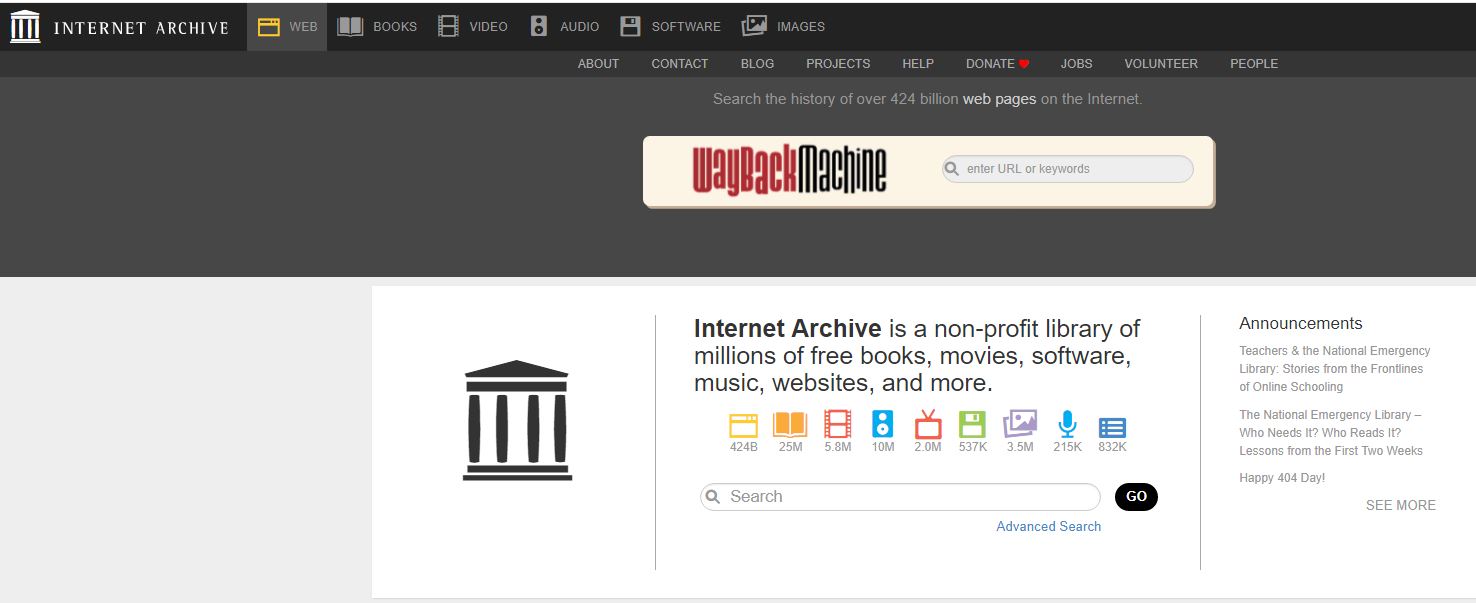 INTERNET ARCHIVE WEB BOOKS VIDEO AUDIO SOFTWARE IMAGES
ABOUT CONTACT BLOG PROJECTS HELP DONATE JOBS VOLUNTEER PEOPLE
Search the history of over 424 billion web pages on the Internet.
WayBackMachine
enter URL or keywords
Internet Archive is a non-profit library of
millions of free books, movies, software,
music, websites, and more.
424B 25M 5.8M 10M 2.0M 537K 3.5M 215K 832K
Search
GO
Advanced Search
Announcements
Teachers & the National Emergency
Library: Stories from the Frontlines
of Online Schooling
The National Emergency Library –
Who Needs It? Who Reads It?
Lessons from the First Two Weeks
Happy 404 Day!
SEE MORE